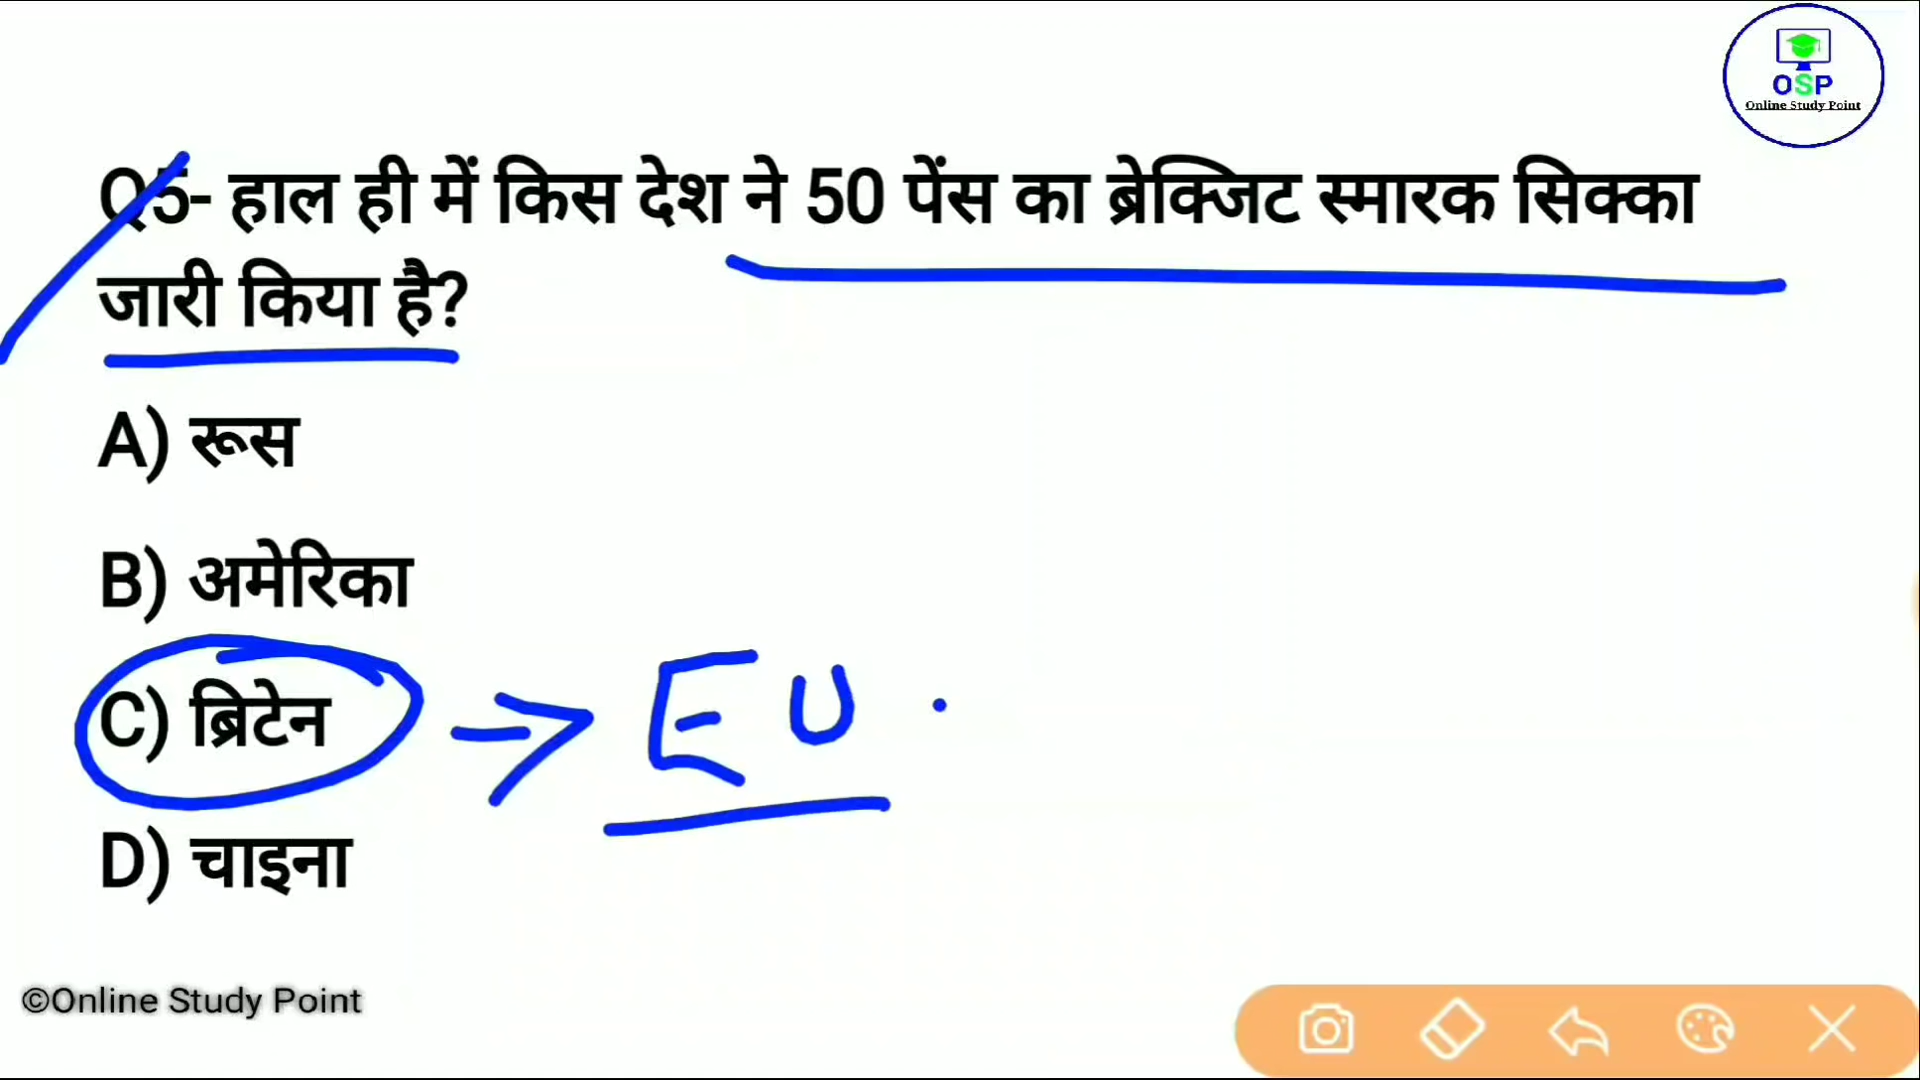 OSP
Online Study Point
Q5- हाल ही में किस देश ने 50 पेंस का ब्रेक्जिट स्मारक सिक्का
जारी किया है?
A) रूस
B) अमेरिका
C) ब्रिटेन → EU .
D) चाइना
©Online Study Point